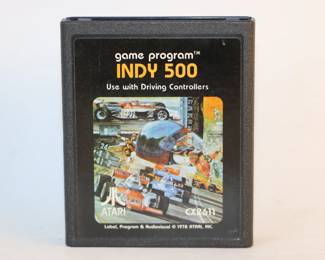 game program™
INDY 500
Use with Driving Controllers
ATARI
CX2611
Label, Program & Audiovisual © 1978 ATARI, INC.